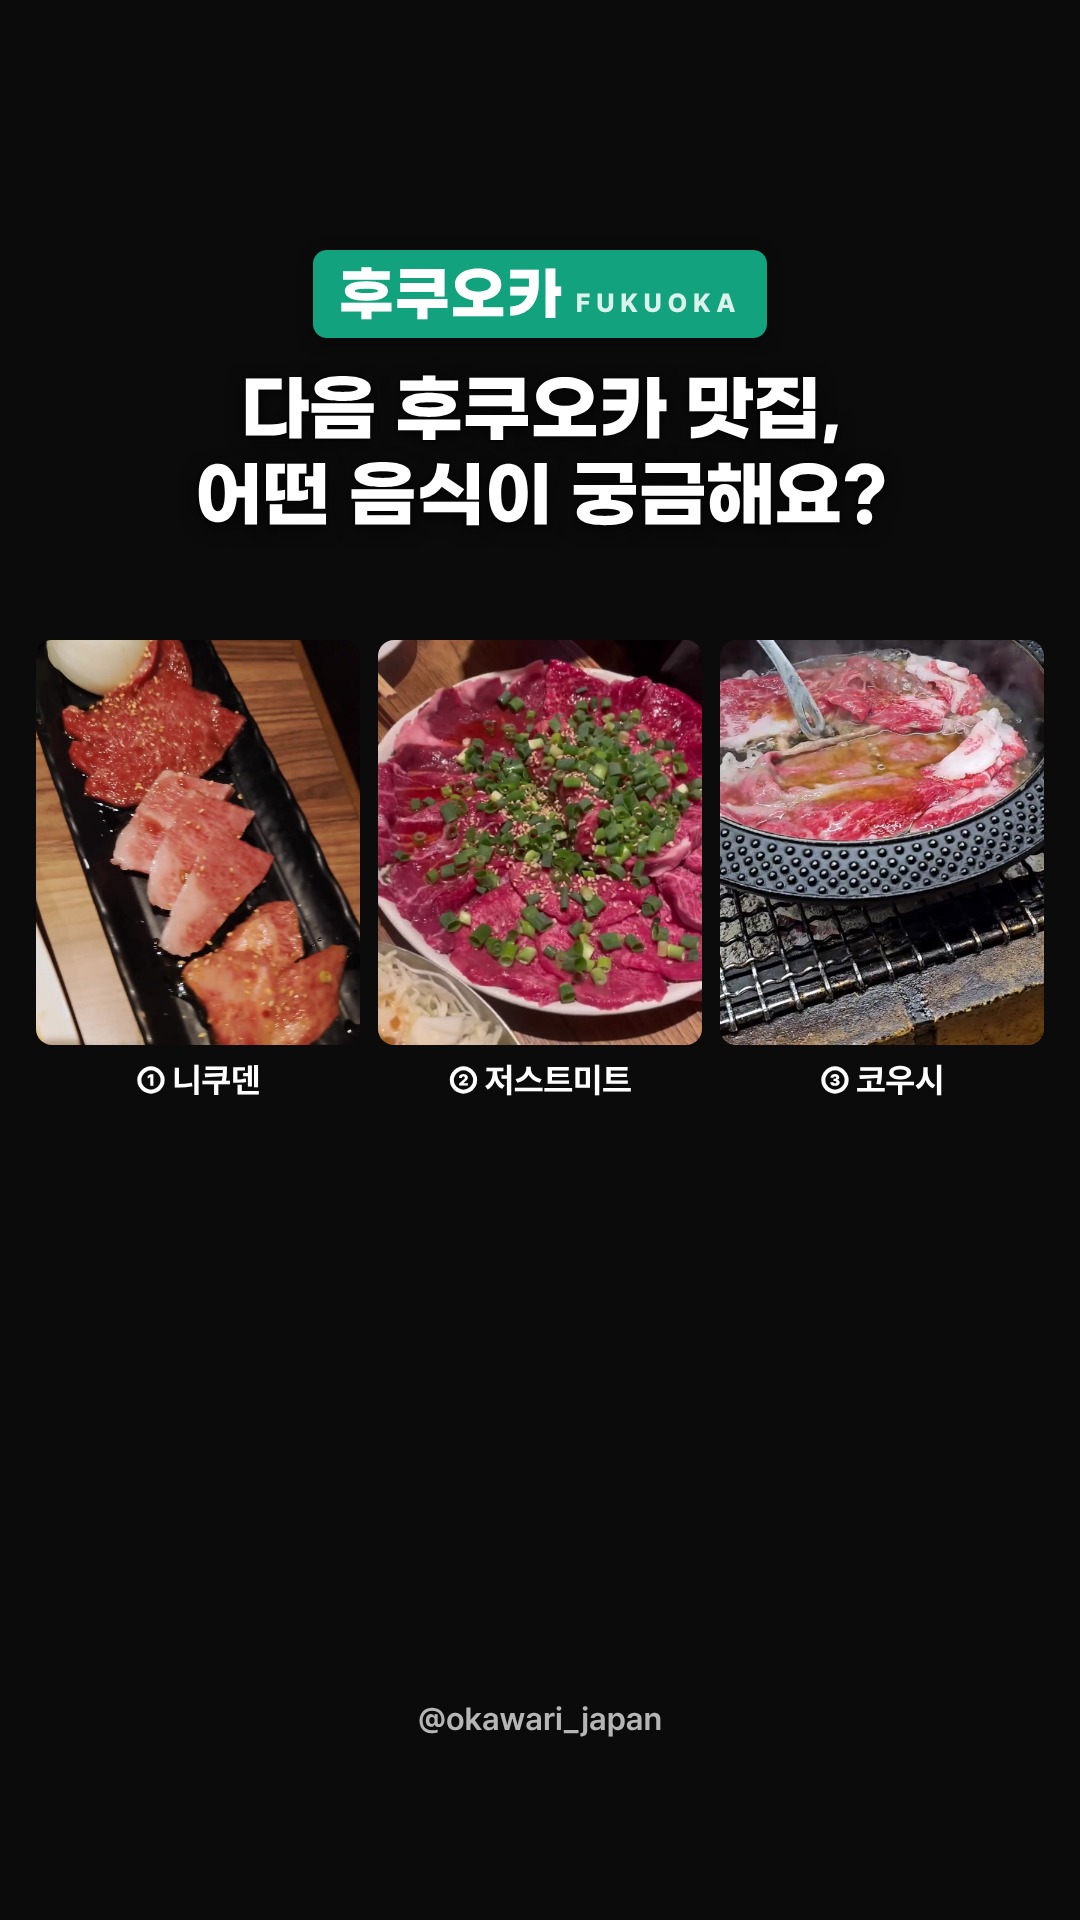 후쿠오카 FUKUOKA
다음 후쿠오카 맛집,
어떤 음식이 궁금해요?
① 니쿠덴
② 저스트미트
③ 코우시
@okawari_japan